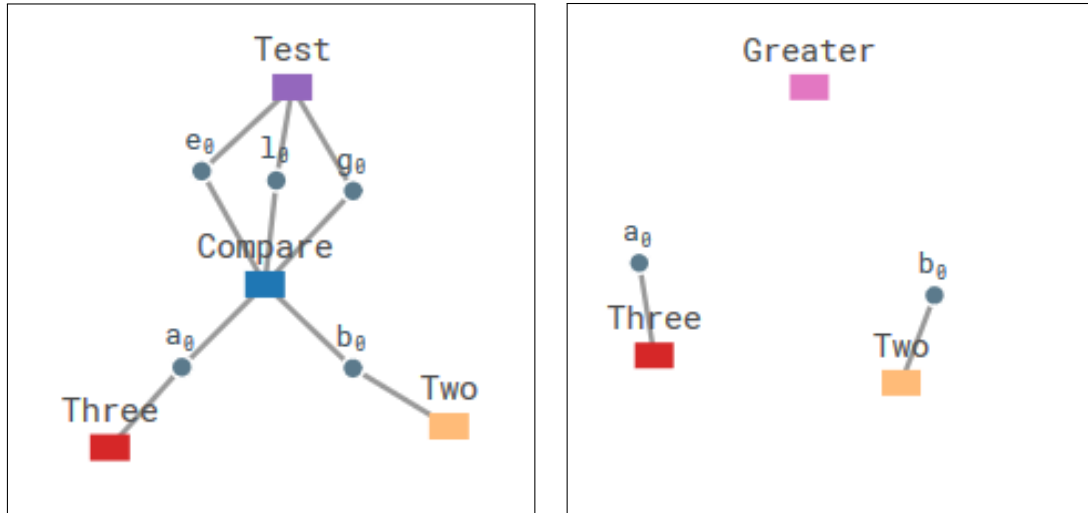 Test
e₀
l₀
g₀
Compare
a₀
b₀
Two
Three
Greater
a₀
b₀
Three
Two